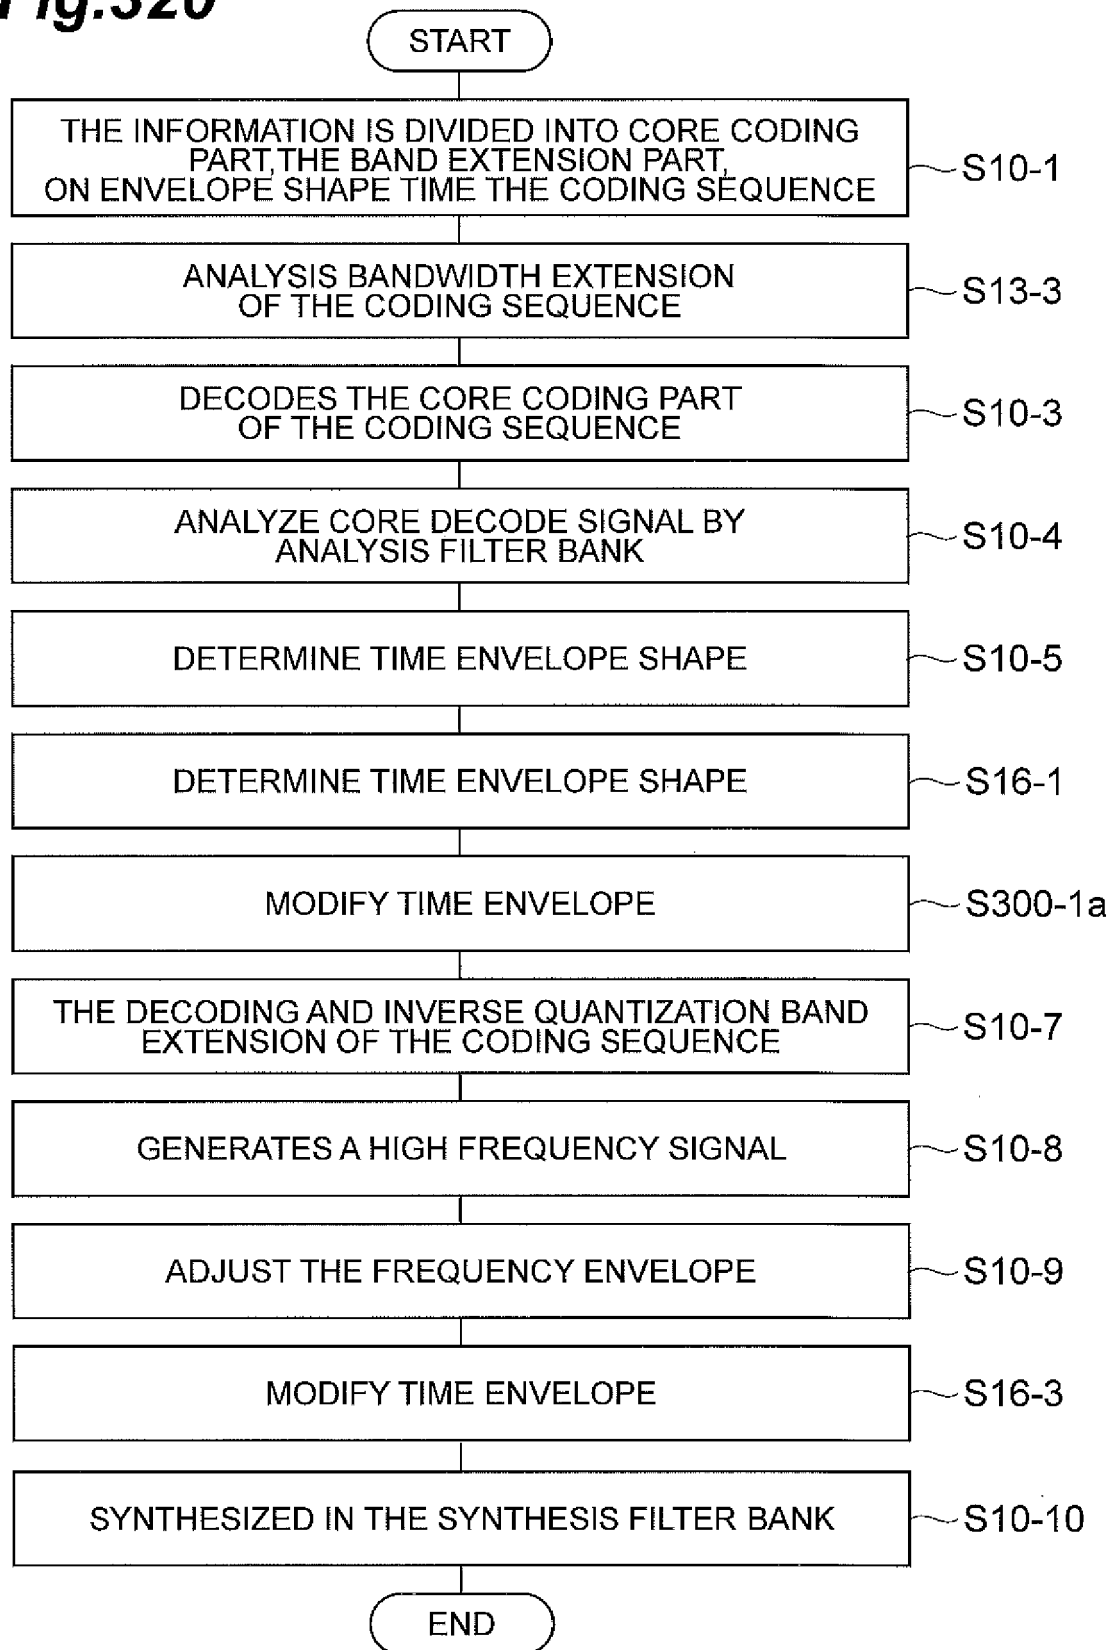 Fig.320
START
THE INFORMATION IS DIVIDED INTO CORE CODING
PART, THE BAND EXTENSION PART,
ON ENVELOPE SHAPE TIME THE CODING SEQUENCE
S10-1
ANALYSIS BANDWIDTH EXTENSION
OF THE CODING SEQUENCE
S13-3
DECODES THE CORE CODING PART
OF THE CODING SEQUENCE
S10-3
ANALYZE CORE DECODE SIGNAL BY
ANALYSIS FILTER BANK
S10-4
DETERMINE TIME ENVELOPE SHAPE
S10-5
DETERMINE TIME ENVELOPE SHAPE
S16-1
MODIFY TIME ENVELOPE
S300-1a
THE DECODING AND INVERSE QUANTIZATION BAND
EXTENSION OF THE CODING SEQUENCE
S10-7
GENERATES A HIGH FREQUENCY SIGNAL
S10-8
ADJUST THE FREQUENCY ENVELOPE
S10-9
MODIFY TIME ENVELOPE
S16-3
SYNTHESIZED IN THE SYNTHESIS FILTER BANK
S10-10
END